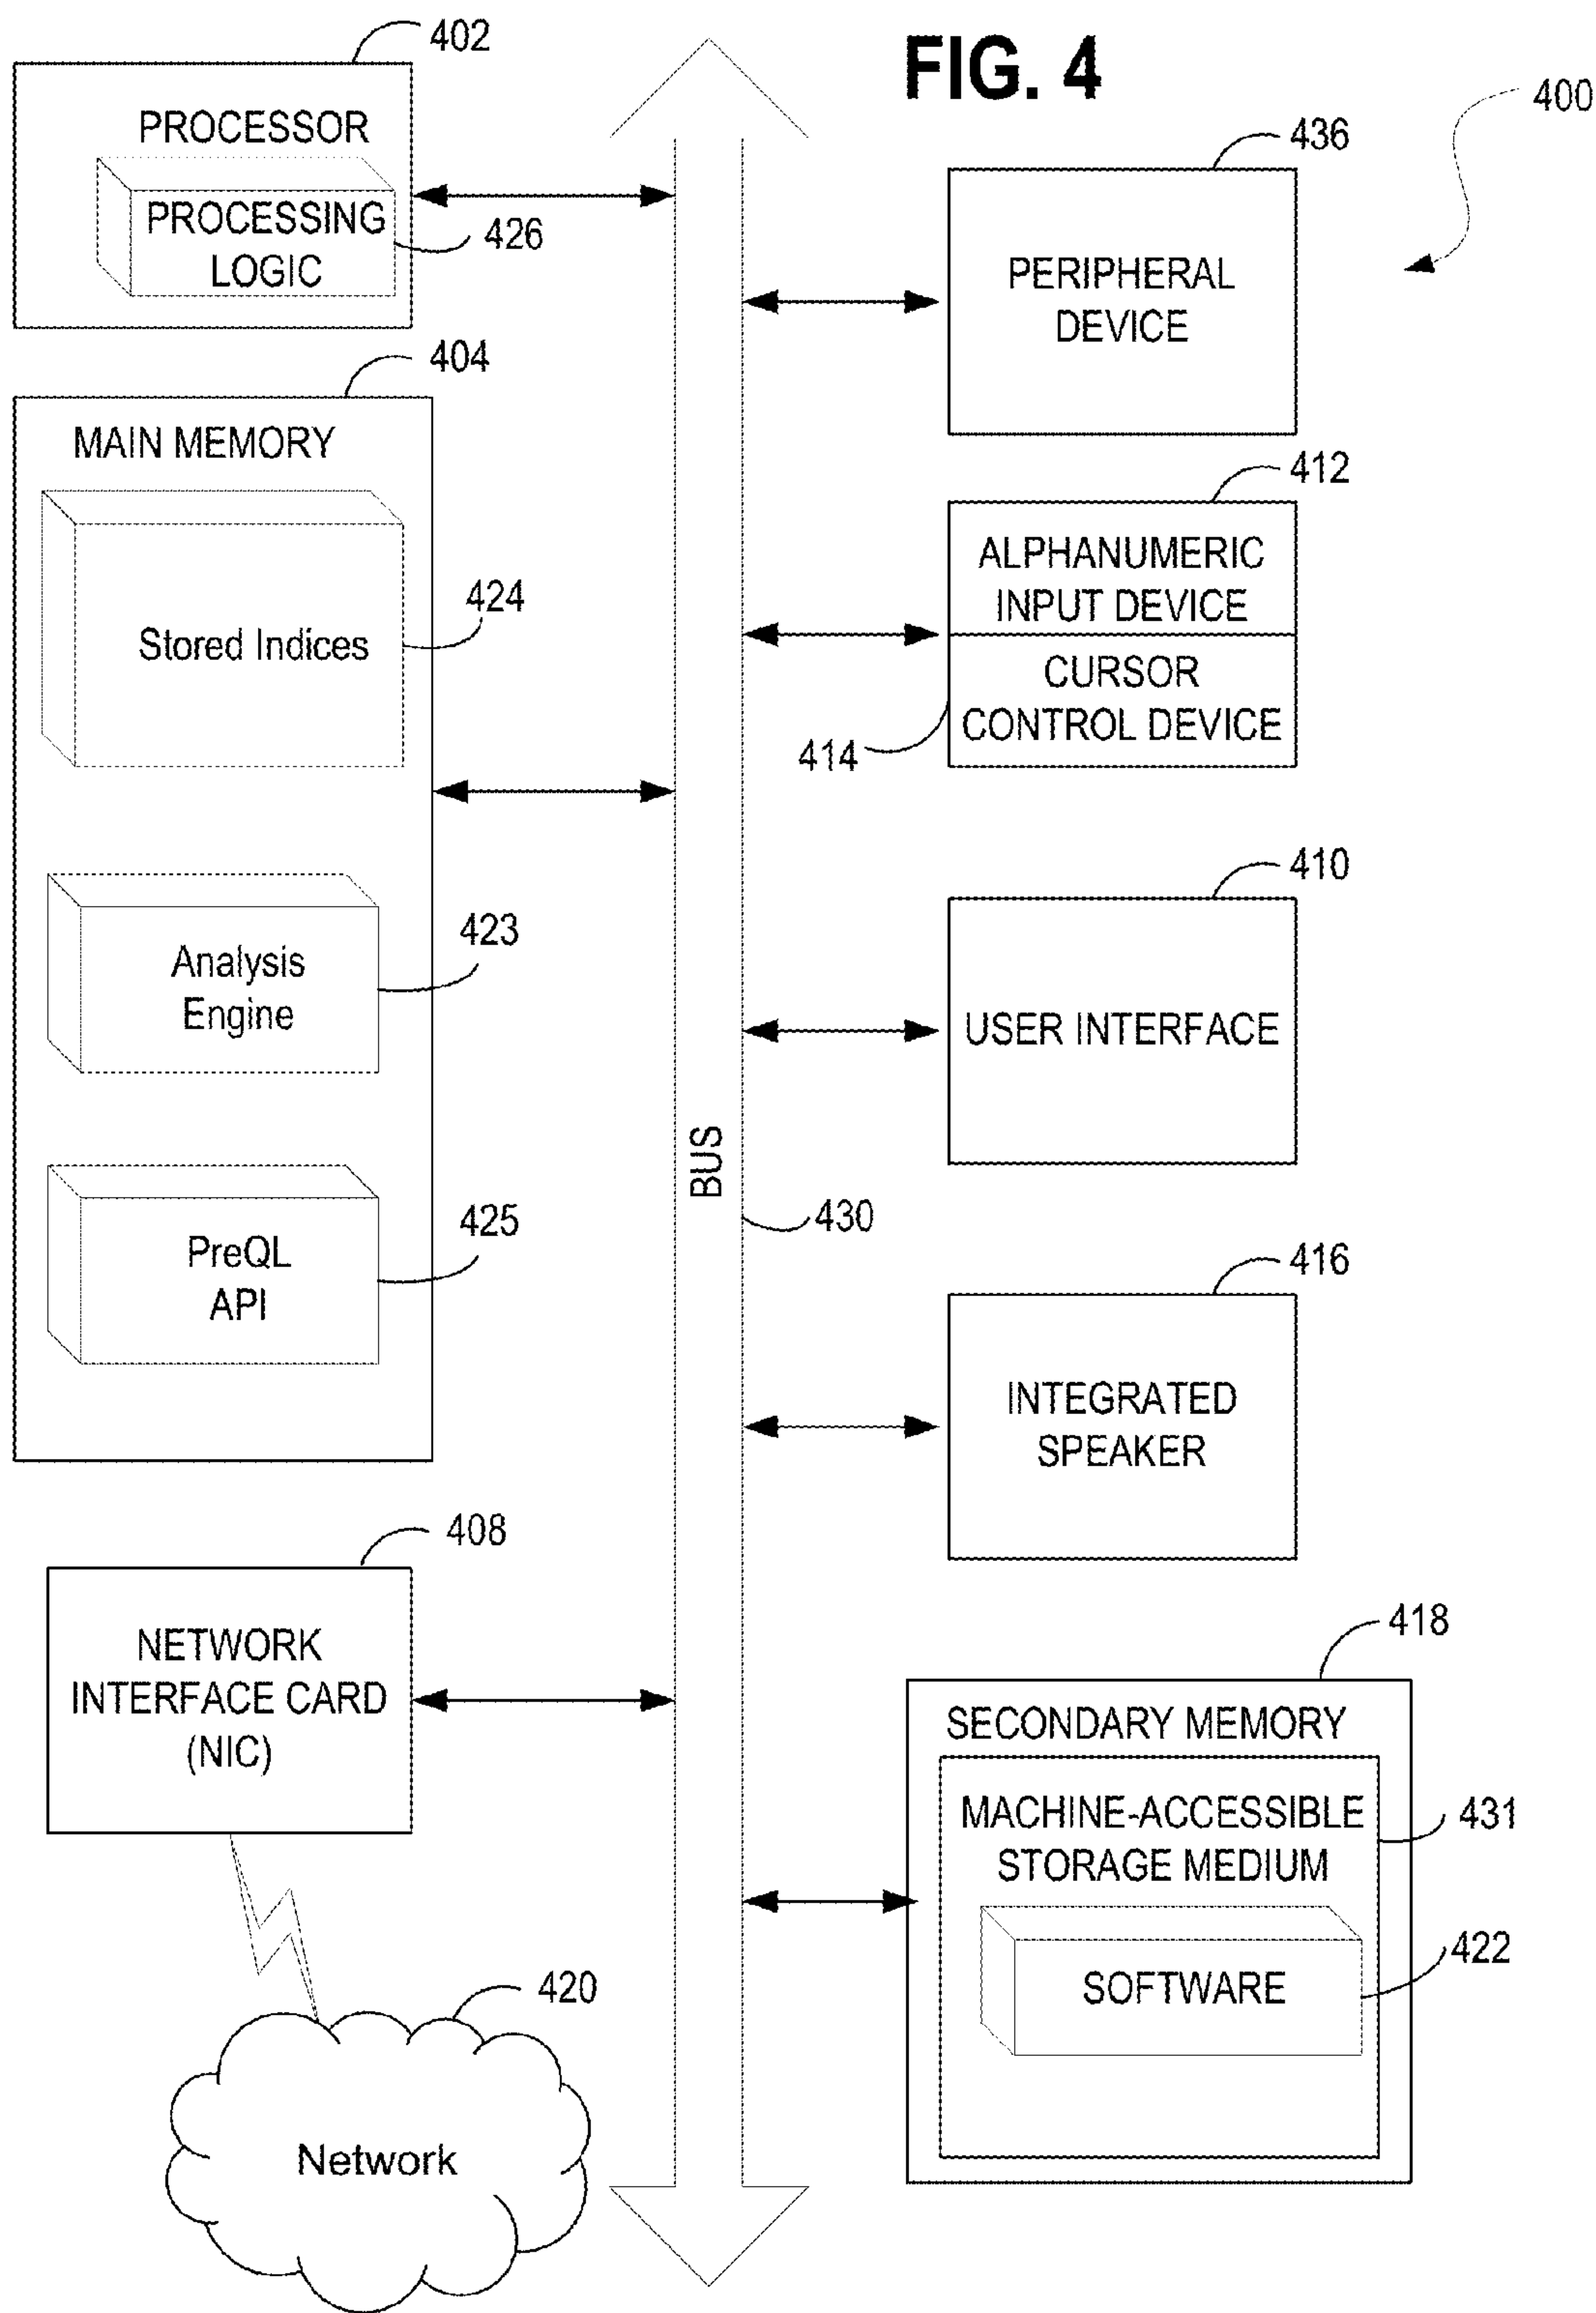 FIG. 4
400
402
PROCESSOR
PROCESSING
LOGIC
426
404
MAIN MEMORY
Stored Indices
424
Analysis
Engine
423
PreQL
API
425
408
NETWORK
INTERFACE CARD
(NIC)
420
Network
BUS
430
436
PERIPHERAL
DEVICE
412
ALPHANUMERIC
INPUT DEVICE
CURSOR
CONTROL DEVICE
414
410
USER INTERFACE
416
INTEGRATED
SPEAKER
418
SECONDARY MEMORY
MACHINE-ACCESSIBLE
STORAGE MEDIUM
431
SOFTWARE
422